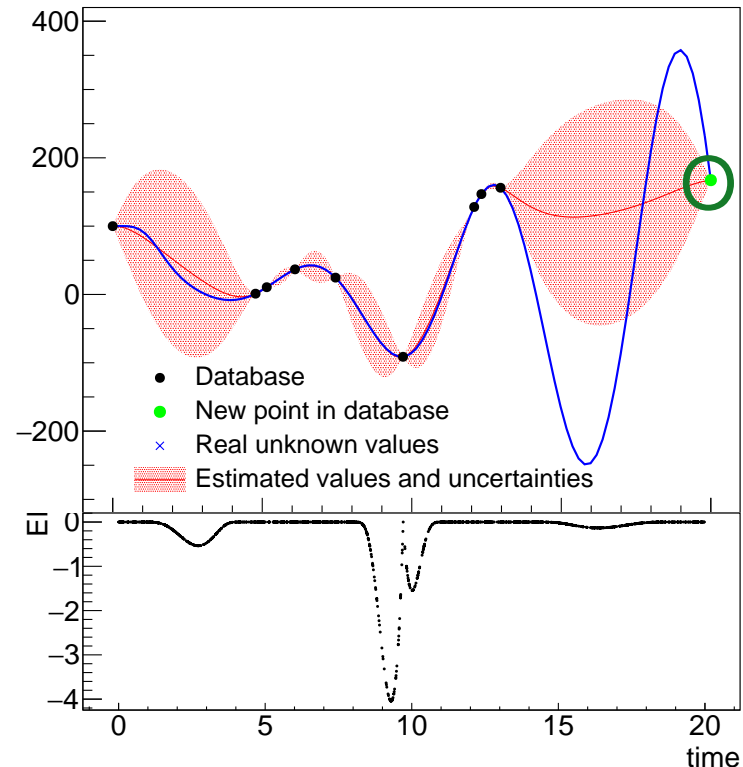 400
200
0
−200
Database
New point in database
Real unknown values
Estimated values and uncertainties
EI
0
−1
−2
−3
−4
0 5 10 15 20
time